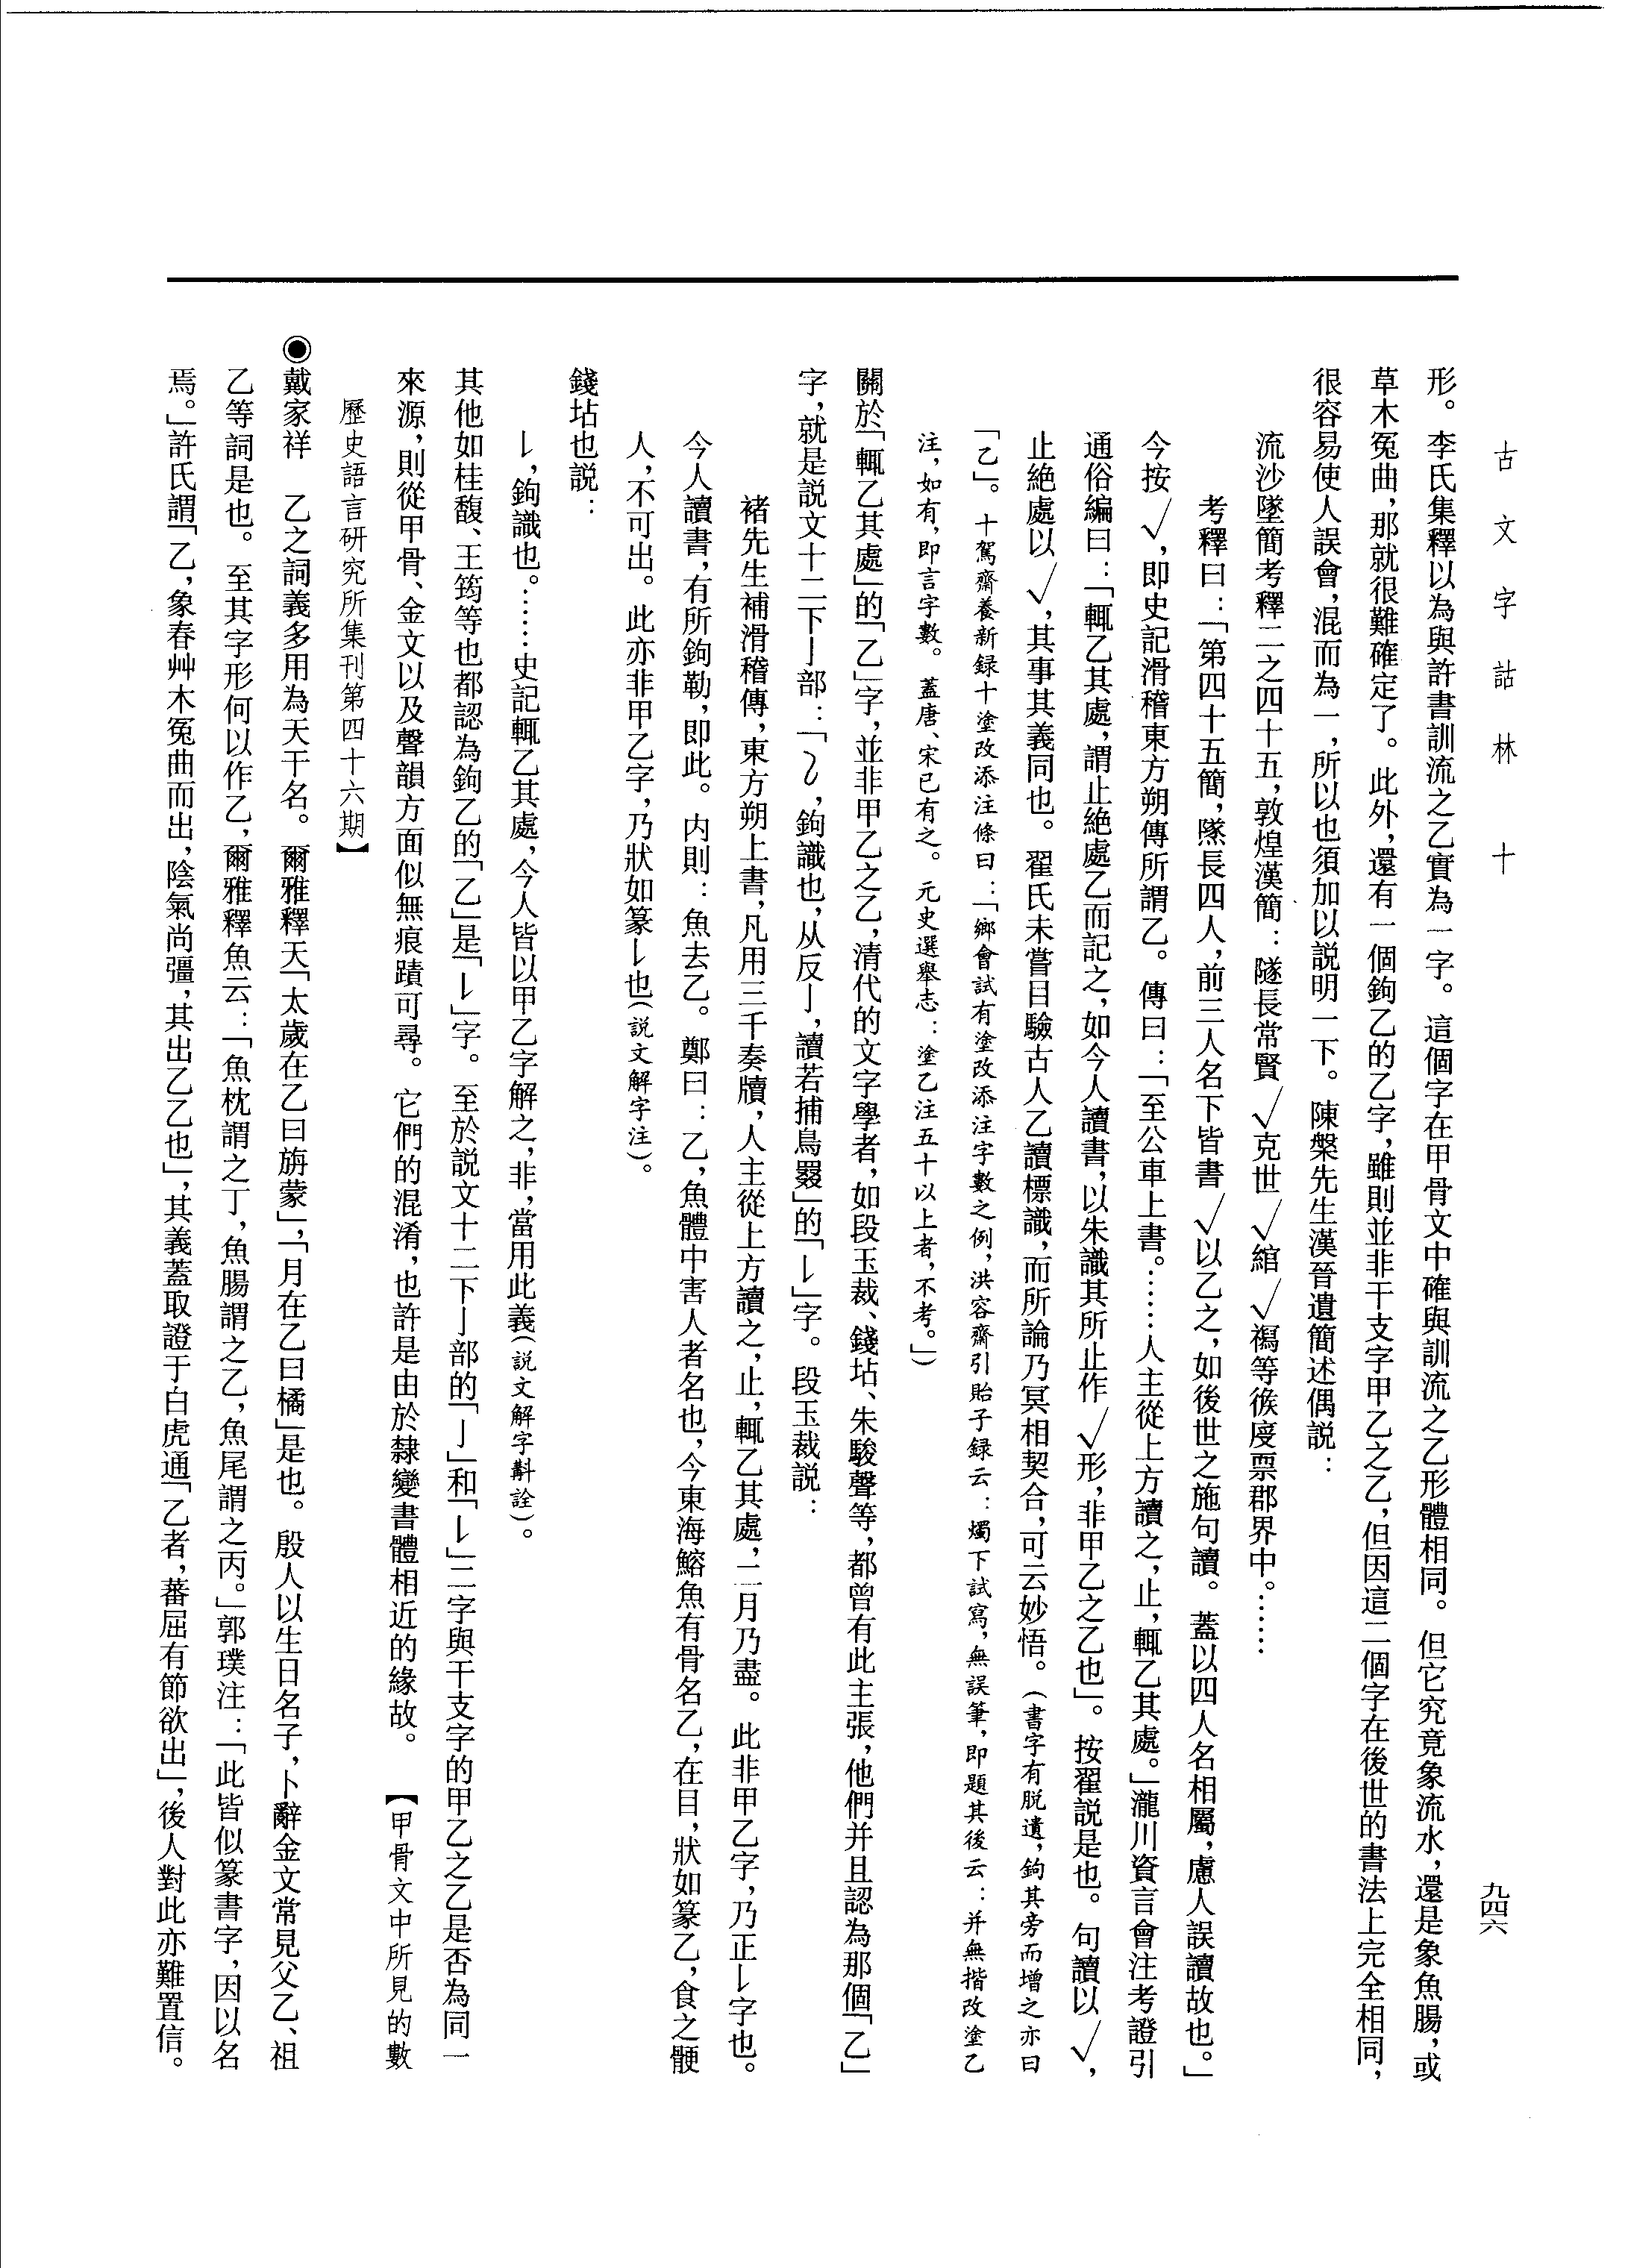 古文字詁林 十
九四六
形。李氏集釋以為與許書訓流之乁實為一字。這個字在甲骨文中確與訓流之乁形體相同。但它究竟象流水，還是象魚腸，或
草木冤曲，那就很難確定了。此外，還有一個鉤乙的乙字，雖則並非干支字甲乙之乙，但因這二個字在後世的書法上完全相同，
很容易使人誤會，混而為一，所以也須加以説明一下。陳槃先生漢晉遺簡述偶説：
流沙墜簡考釋二之四十五，敦煌漢簡：隧長常賢√克世√綰√禑等候度票郡界中。……
考釋曰：「第四十五簡，隊長四人，前三人名下皆書√以乙之，如後世之施句讀。蓋以四人名相屬，慮人誤讀故也。」
今按√，即史記滑稽東方朔傳所謂乙。傳曰：「至公車上書。……人主從上方讀之，止，輒乙其處。」瀧川資言會注考證引
通俗編曰：「輒乙其處，謂止絕處乙而記之，如今人讀書，以朱識其所止作√形，非甲乙之乙也」。按翟説是也。句讀以√，
止絕處以√，其事其義同也。翟氏未嘗目驗古人乙讀標識，而所論乃冥相契合，可云妙悟。（書字有脱遺，鉤其旁而增之亦曰
「乙」。十駕齋養新録十塗改添注條曰：「鄉會試有塗改添注字數之例，洪容齋引貽子録云：燭下試寫，無誤筆，即題其後云：并無揩改塗乙
注，如有，即言字數。蓋唐、宋已有之。元史選舉志：塗乙注五十以上者，不考。」）
關於「輒乙其處」的「乙」字，並非甲乙之乙，清代的文字學者，如段玉裁、錢坫、朱駿聲等，都曾有此主張，他們并且認為那個「乙」
字，就是説文十二下亅部：「𠄌，鉤識也，从反亅，讀若捕鳥罬」的「𠄌」字。段玉裁説：
褚先生補滑稽傳，東方朔上書，凡用三千奏牘，人主從上方讀之，止，輒乙其處，二月乃盡。此非甲乙字，乃正𠄌字也。
今人讀書，有所鉤勒，即此。内則：魚去乙。鄭曰：乙，魚體中害人者名也，今東海鰫魚有骨名乙，在目，狀如篆乙，食之骾
人，不可出。此亦非甲乙字，乃狀如篆𠄌也（説文解字注）。
錢坫也説：
𠄌，鉤識也。……史記輒乙其處，今人皆以甲乙字解之，非，當用此義（説文解字斠詮）。
其他如桂馥、王筠等也都認為鉤乙的「乙」是「𠄌」字。至於説文十二下亅部的「亅」和「𠄌」二字與干支字的甲乙之乙是否為同一
來源，則從甲骨、金文以及聲韻方面似無痕蹟可尋。它們的混淆，也許是由於隸變書體相近的緣故。【甲骨文中所見的數
歷史語言研究所集刊第四十六期】
◉戴家祥 乙之詞義多用為天干名。爾雅釋天「太歲在乙曰旃蒙」，「月在乙曰橘」是也。殷人以生日名子，卜辭金文常見父乙、祖
乙等詞是也。至其字形何以作乙，爾雅釋魚云：「魚枕謂之丁，魚腸謂之乙，魚尾謂之丙。」郭璞注：「此皆似篆書字，因以名
焉。」許氏謂「乙，象春艸木冤曲而出，陰氣尚彊，其出乙乙也」，其義蓋取證于白虎通「乙者，蕃屈有節欲出」，後人對此亦難置信。